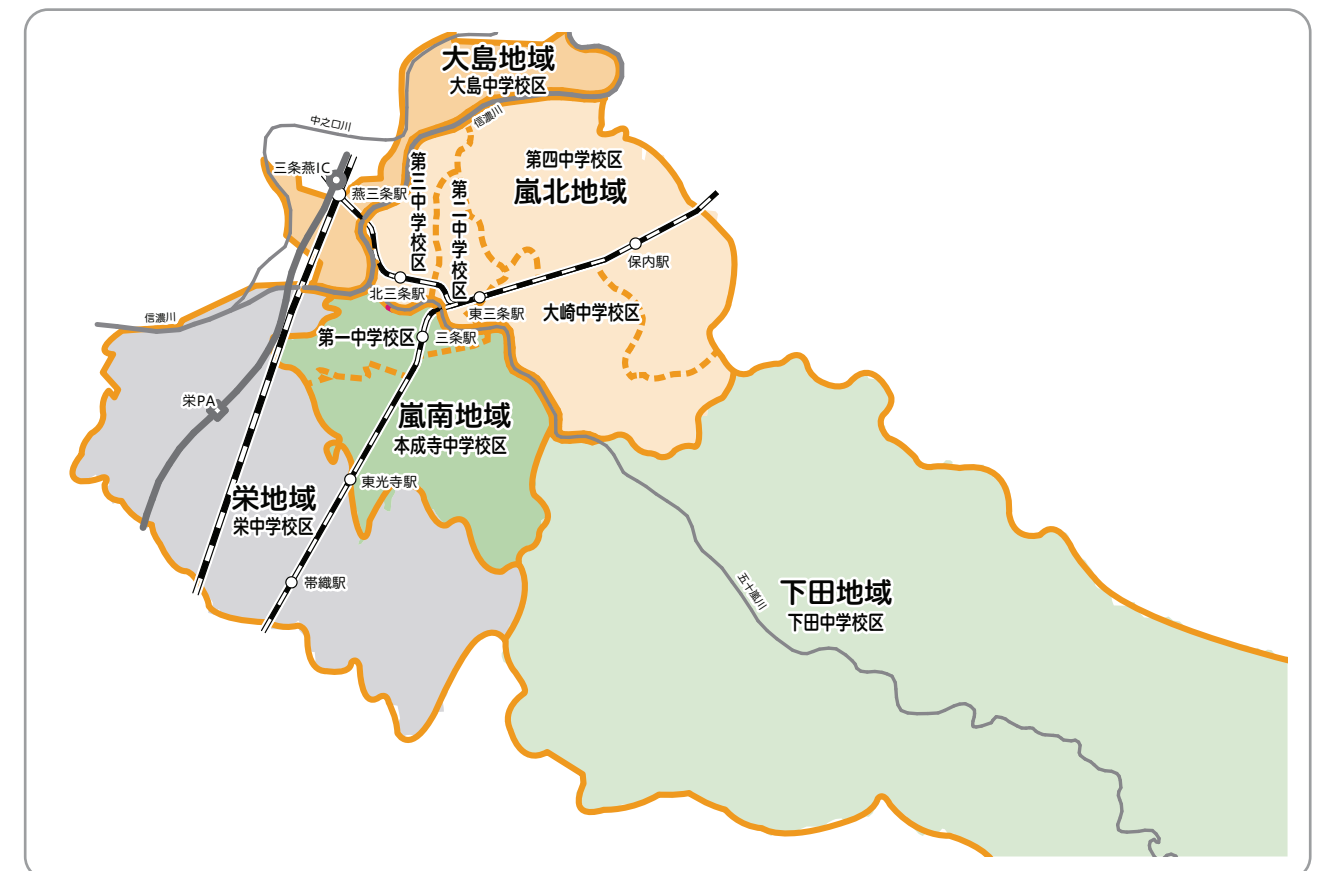 大島地域
大島中学校区
信濃川
中之口川
三条燕IC
燕三条駅
第三中学校区
第二中学校区
第四中学校区
嵐北地域
保内駅
北三条駅
東三条駅
大崎中学校区
信濃川
第一中学校区
三条駅
栄PA
嵐南地域
本成寺中学校区
東光寺駅
栄地域
栄中学校区
帯織駅
五十嵐川
下田地域
下田中学校区